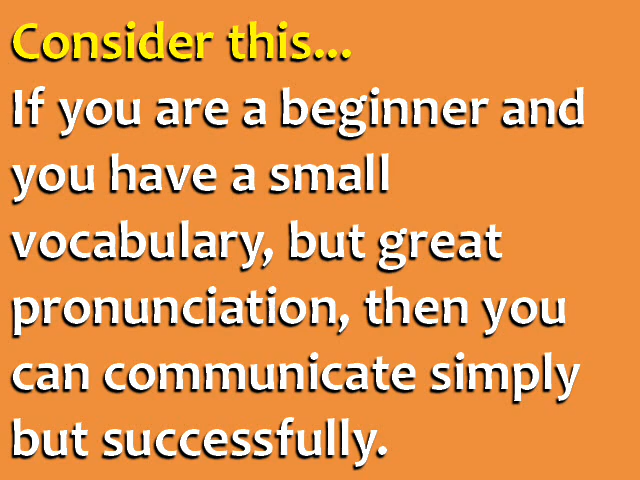 Consider this...
If you are a beginner and
you have a small
vocabulary, but great
pronunciation, then you
can communicate simply
but successfully.